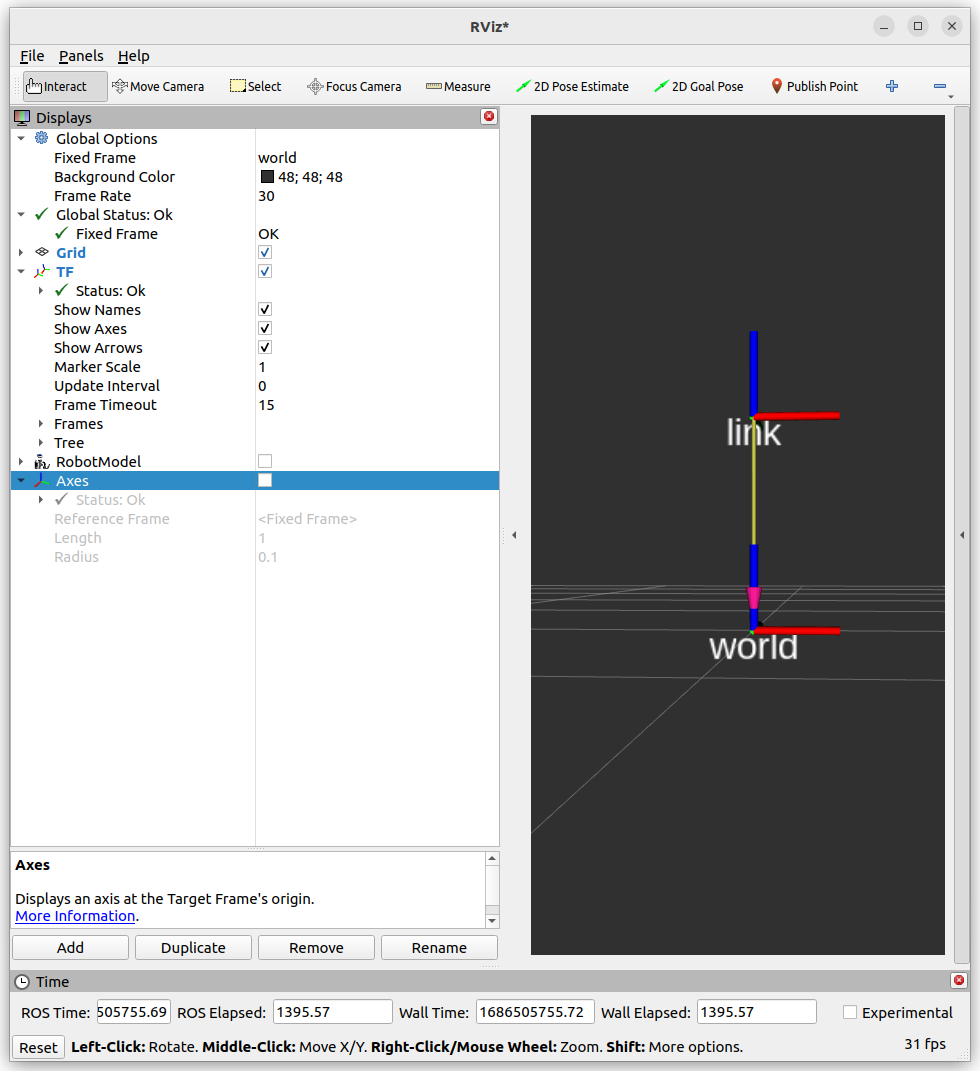 RViz*
File Panels Help
Interact Move Camera Select Focus Camera Measure 2D Pose Estimate 2D Goal Pose Publish Point
Displays
Global Options
Fixed Frame world
Background Color 48; 48; 48
Frame Rate 30
Global Status: Ok
Fixed Frame OK
Grid
TF
Status: Ok
Show Names
Show Axes
Show Arrows
Marker Scale 1
Update Interval 0
Frame Timeout 15
Frames
Tree
RobotModel
Axes
Status: Ok
Reference Frame <Fixed Frame>
Length 1
Radius 0.1
link
world
Axes
Displays an axis at the Target Frame's origin.
More Information.
Add Duplicate Remove Rename
Time
ROS Time: 505755.69 ROS Elapsed: 1395.57 Wall Time: 1686505755.72 Wall Elapsed: 1395.57 Experimental
Reset Left-Click: Rotate. Middle-Click: Move X/Y. Right-Click/Mouse Wheel: Zoom. Shift: More options. 31 fps